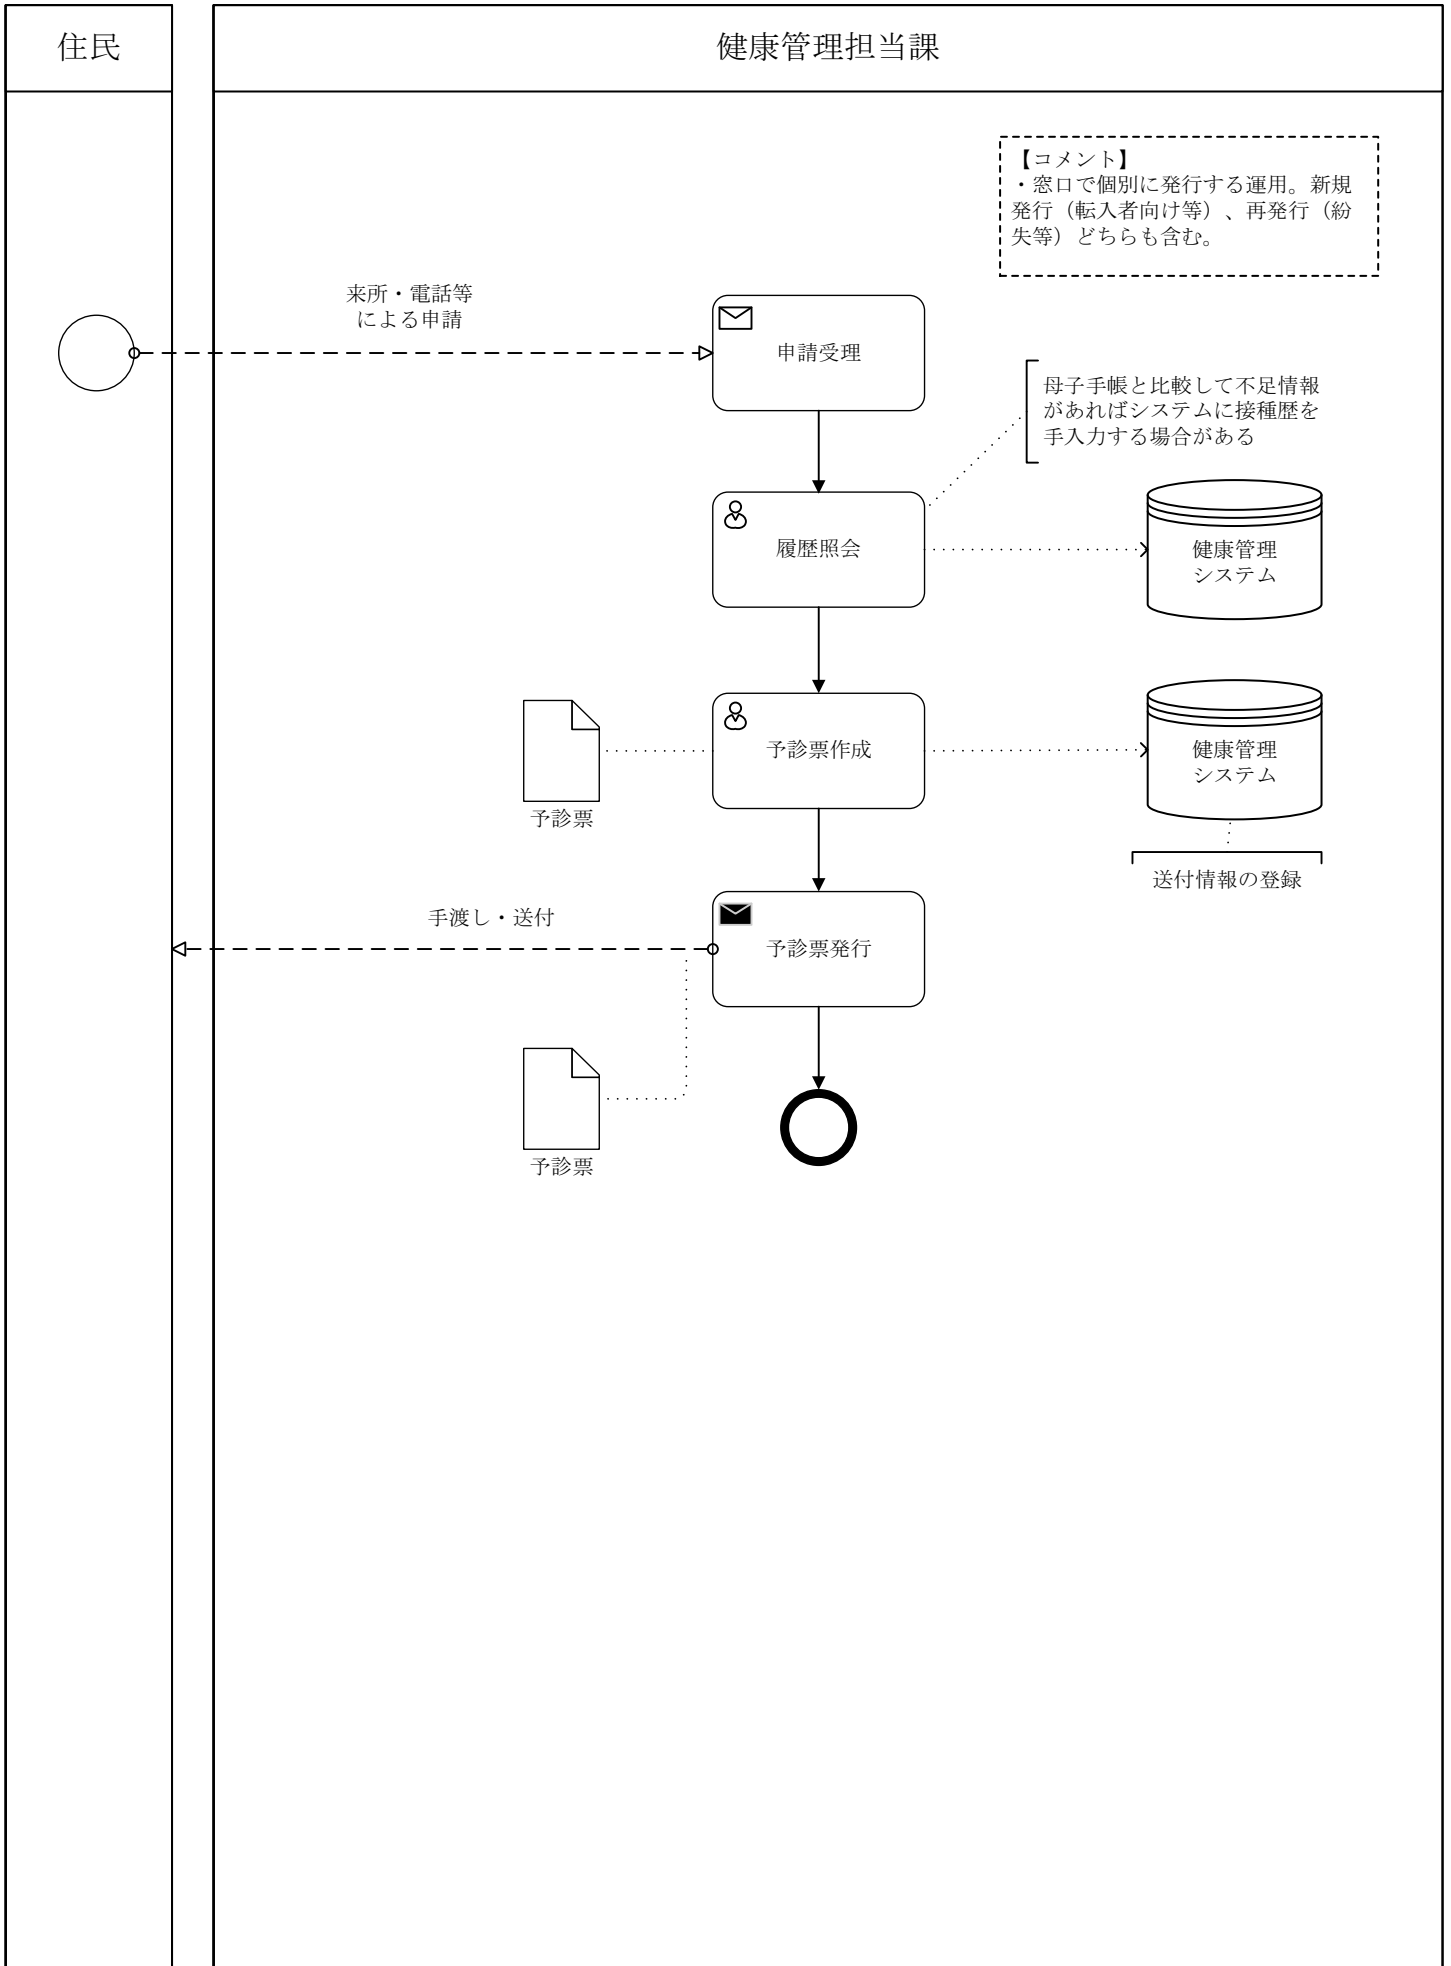 住民
健康管理担当課
【コメント】
・窓口で個別に発行する運用。新規
発行（転入者向け等）、再発行（紛
失等）どちらも含む。
来所・電話等
による申請
申請受理
母子手帳と比較して不足情報
があればシステムに接種歴を
手入力する場合がある
履歴照会
健康管理
システム
予診票作成
予診票
健康管理
システム
送付情報の登録
手渡し・送付
予診票発行
予診票